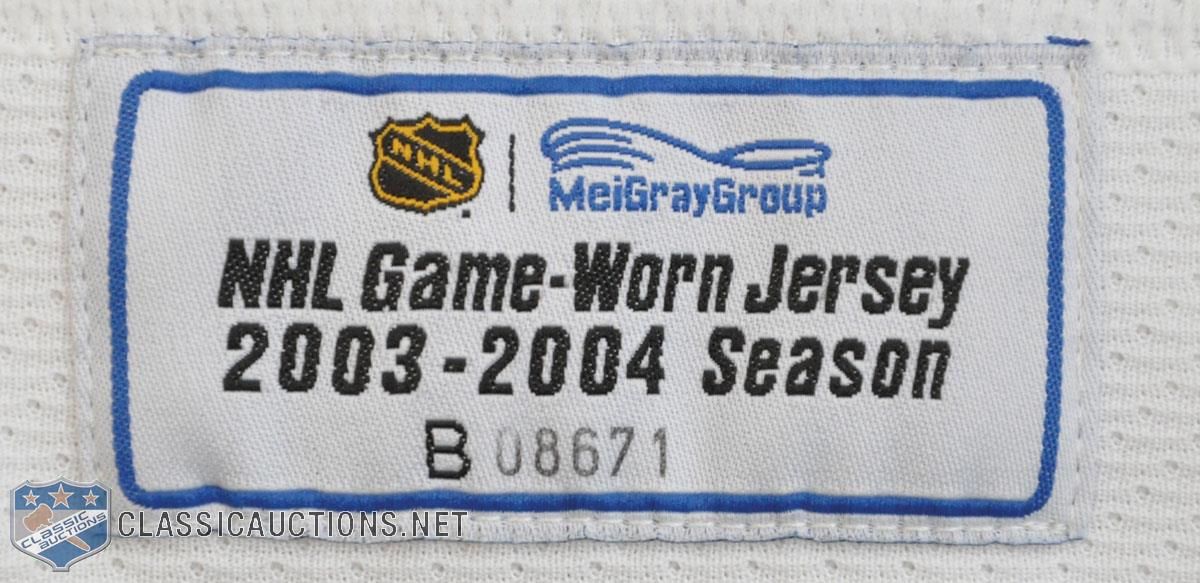 NHL
MeiGrayGroup
NHL Game-Worn Jersey
2003-2004 Season
B 08671
CLASSIC
AUCTIONS
CLASSICAUCTIONS.NET